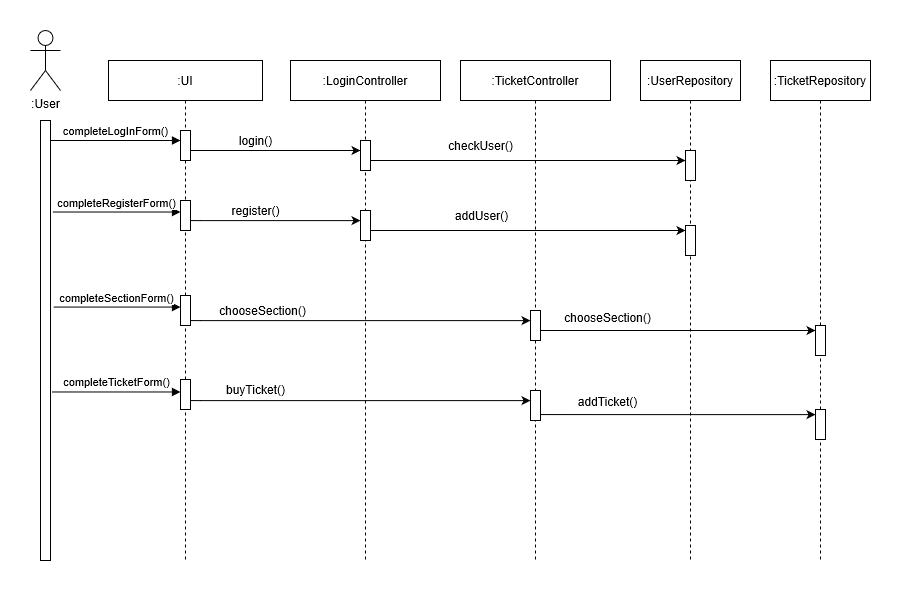 :User
:UI
:LoginController
:TicketController
:UserRepository
:TicketRepository
completeLogInForm()
login()
checkUser()
completeRegisterForm()
register()
addUser()
completeSectionForm()
chooseSection()
chooseSection()
completeTicketForm()
buyTicket()
addTicket()